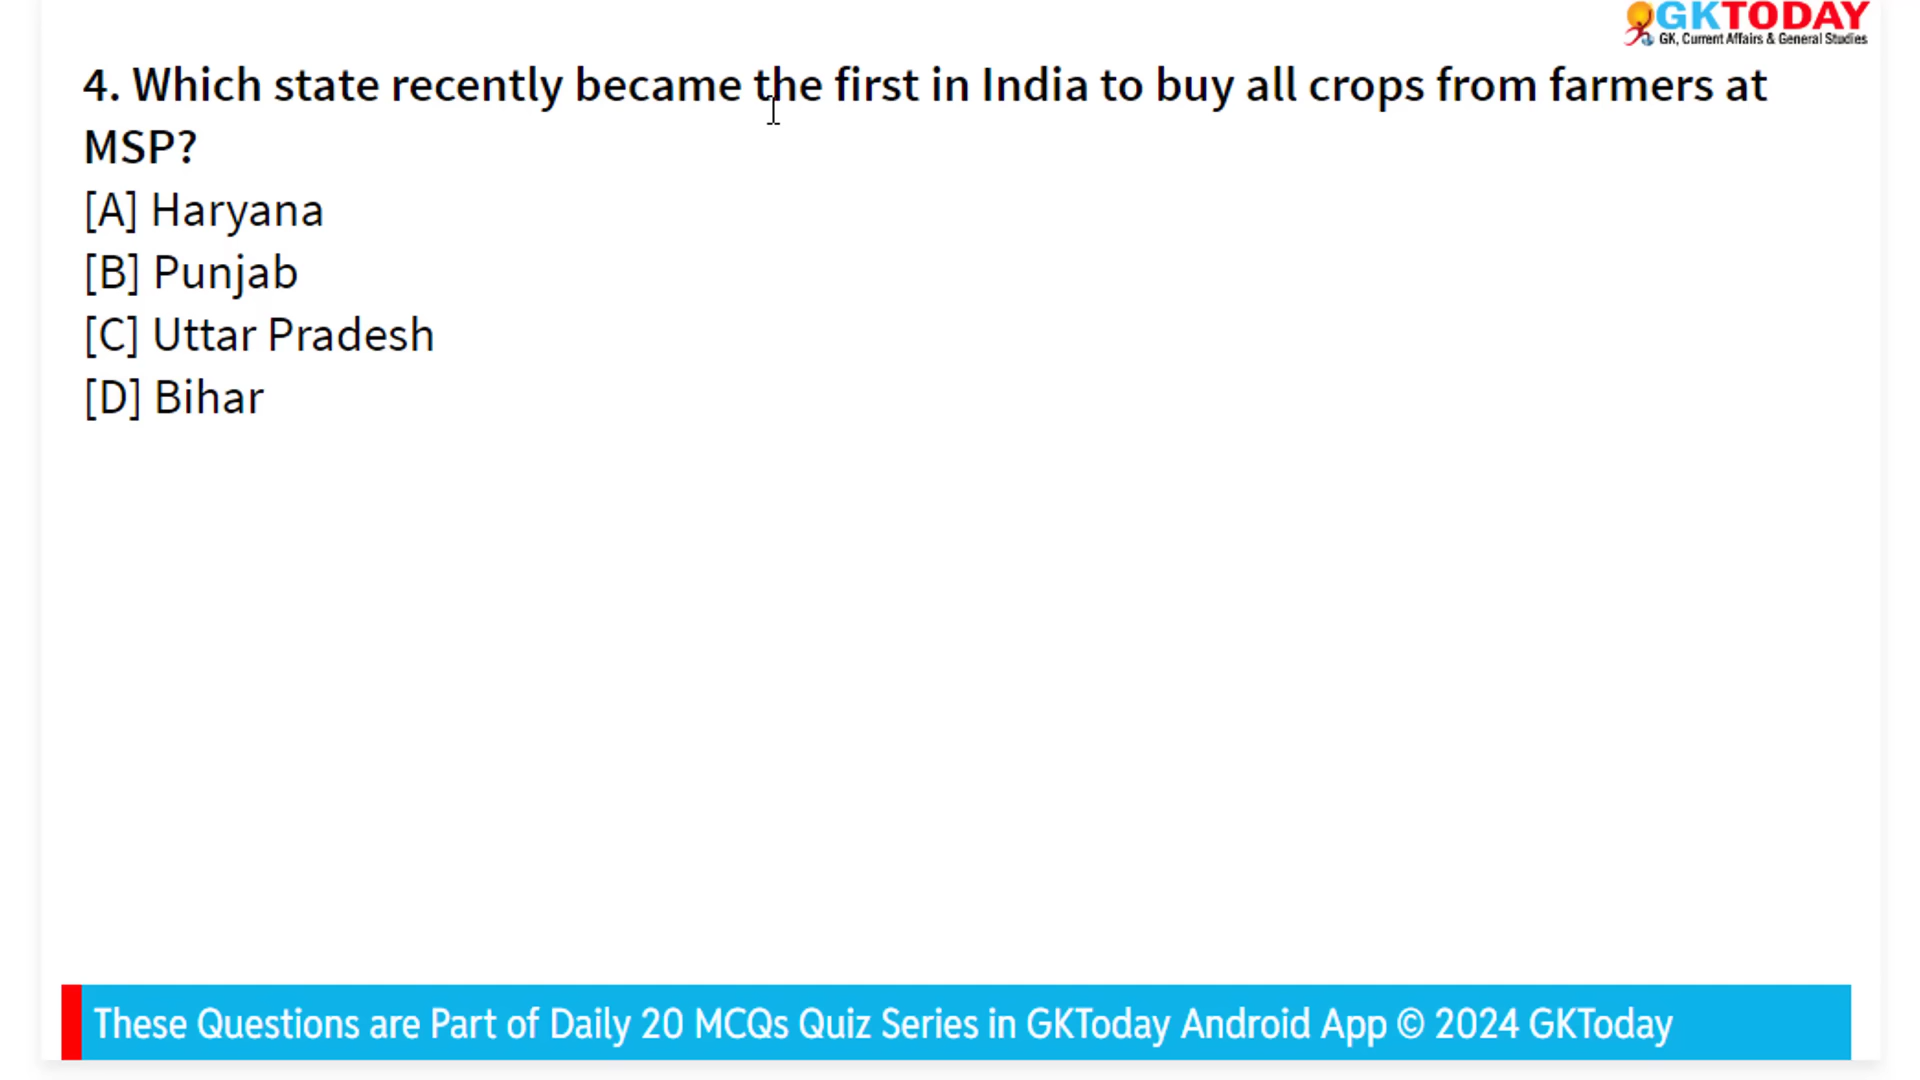 GKTODAY
GK, Current Affairs & General Studies
4. Which state recently became the first in India to buy all crops from farmers at
MSP?
[A] Haryana
[B] Punjab
[C] Uttar Pradesh
[D] Bihar
These Questions are Part of Daily 20 MCQs Quiz Series in GKToday Android App © 2024 GKToday